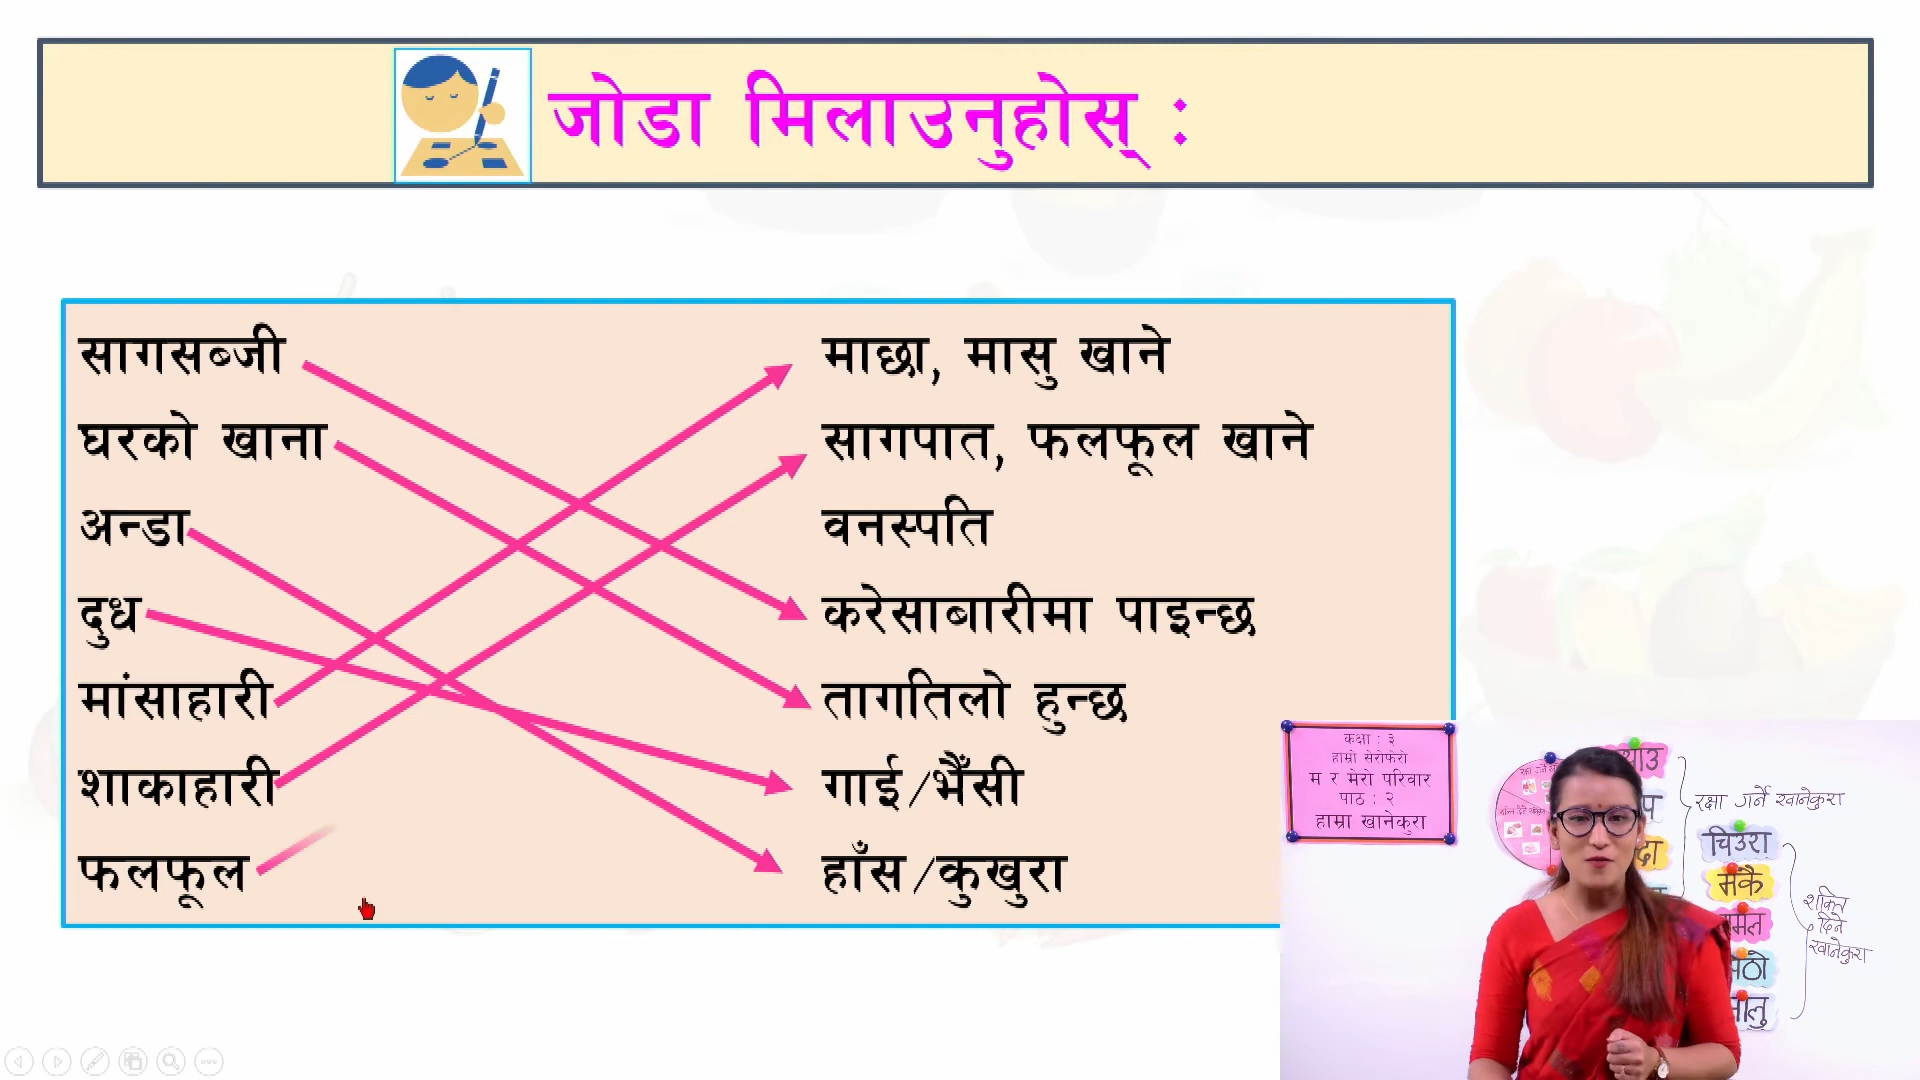 जोडा मिलाउनुहोस् :
सागसब्जी
घरको खाना
अन्डा
दुध
मांसाहारी
शाकाहारी
फलफूल
माछा, मासु खाने
सागपात, फलफूल खाने
वनस्पति
करेसाबारीमा पाइन्छ
तागतिलो हुन्छ
गाई/भैँसी
हाँस/कुखुरा
कक्षा : ३
हाम्रो सेरोफेरो
म र मेरो परिवार
पाठ : २
हाम्रा खानेकुरा
रक्षा गर्ने खानेकुरा
चिउरा
मकै
शक्ति
दिने
खानेकुरा